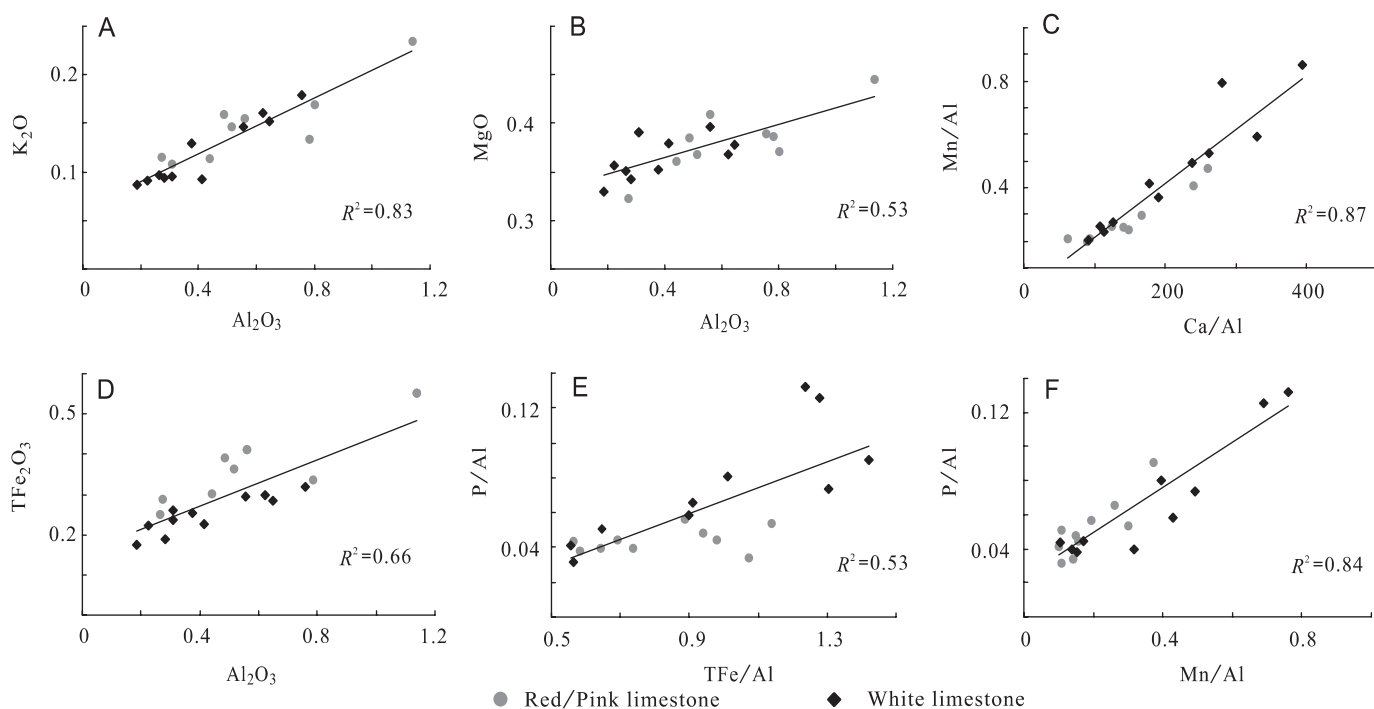 A
K₂O
0.2
0.1
R²=0.83
0 0.4 0.8 1.2
Al₂O₃
B
MgO
0.4
0.3
R²=0.53
0 0.4 0.8 1.2
Al₂O₃
C
Mn/Al
0.8
0.4
R²=0.87
0 200 400
Ca/Al
D
TFe₂O₃
0.5
0.2
R²=0.66
0 0.4 0.8 1.2
Al₂O₃
E
P/Al
0.12
0.04
R²=0.53
0.5 0.9 1.3
TFe/Al
F
P/Al
0.12
0.04
R²=0.84
0 0.4 0.8
Mn/Al
Red/Pink limestone
White limestone